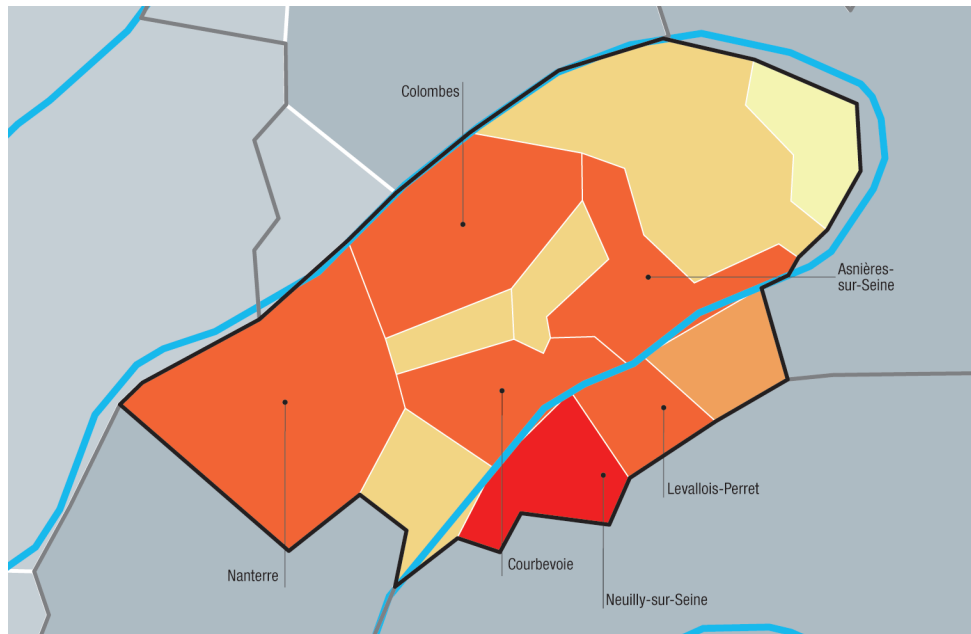 Colombes
Asnières-
sur-Seine
Levallois-Perret
Courbevoie
Nanterre
Neuilly-sur-Seine